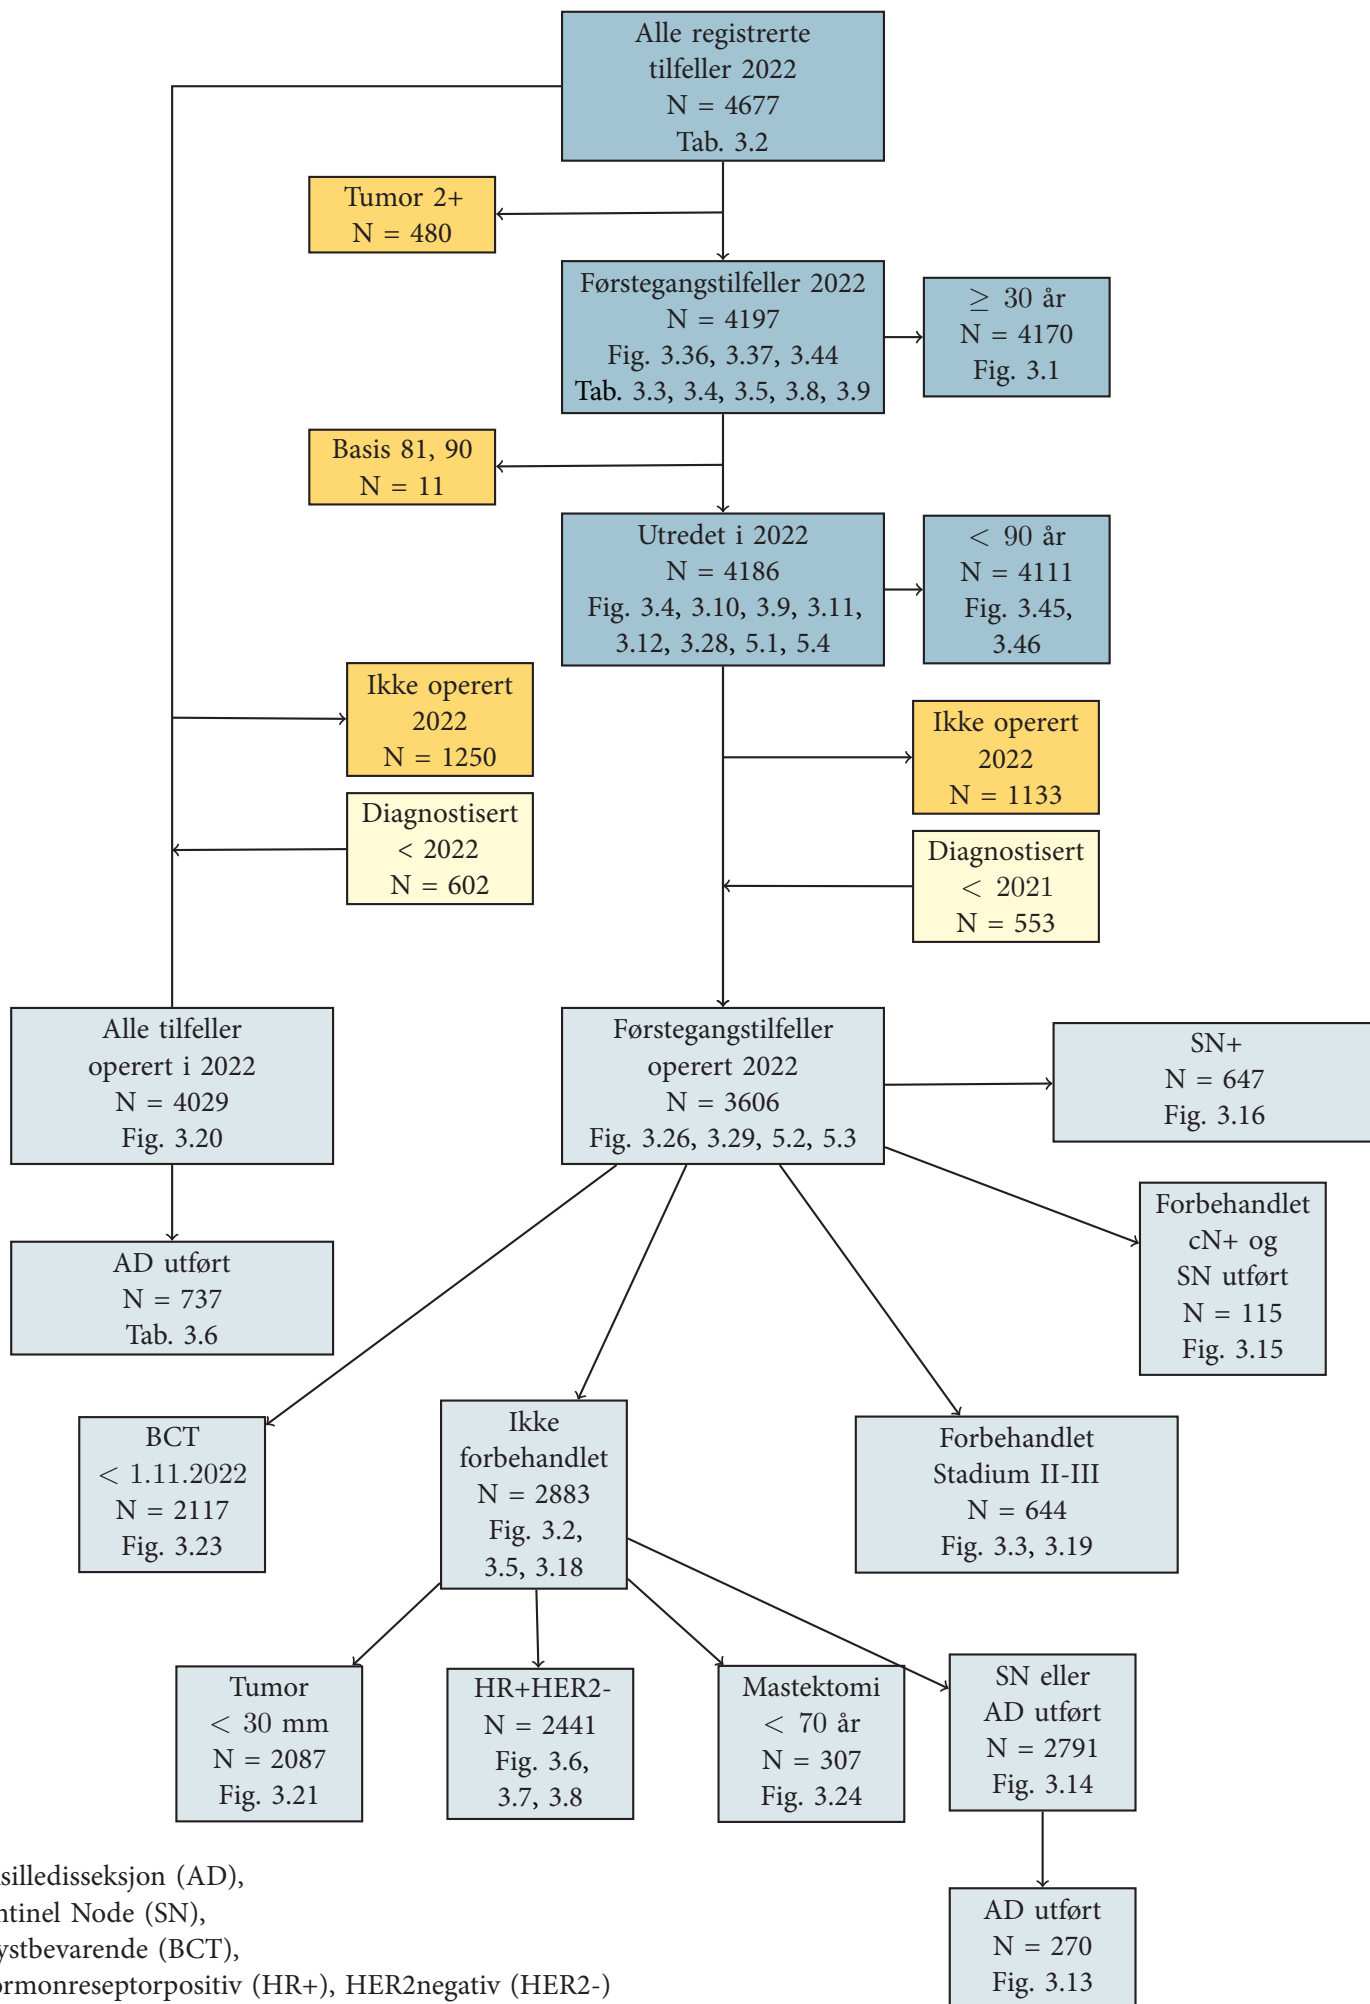 Alle registrerte
tilfeller 2022
N = 4677
Tab. 3.2
Tumor 2+
N = 480
Førstegangstilfeller 2022
N = 4197
Fig. 3.36, 3.37, 3.44
Tab. 3.3, 3.4, 3.5, 3.8, 3.9
≥ 30 år
N = 4170
Fig. 3.1
Basis 81, 90
N = 11
Utredet i 2022
N = 4186
Fig. 3.4, 3.10, 3.9, 3.11,
3.12, 3.28, 5.1, 5.4
< 90 år
N = 4111
Fig. 3.45,
3.46
Ikke operert
2022
N = 1250
Ikke operert
2022
N = 1133
Diagnostisert
< 2022
N = 602
Diagnostisert
< 2021
N = 553
Alle tilfeller
operert i 2022
N = 4029
Fig. 3.20
Førstegangstilfeller
operert 2022
N = 3606
Fig. 3.26, 3.29, 5.2, 5.3
SN+
N = 647
Fig. 3.16
Forbehandlet
cN+ og
SN utført
N = 115
Fig. 3.15
AD utført
N = 737
Tab. 3.6
BCT
< 1.11.2022
N = 2117
Fig. 3.23
Ikke
forbehandlet
N = 2883
Fig. 3.2,
3.5, 3.18
Forbehandlet
Stadium II-III
N = 644
Fig. 3.3, 3.19
Tumor
< 30 mm
N = 2087
Fig. 3.21
HR+HER2-
N = 2441
Fig. 3.6,
3.7, 3.8
Mastektomi
< 70 år
N = 307
Fig. 3.24
SN eller
AD utført
N = 2791
Fig. 3.14
AD utført
N = 270
Fig. 3.13
silledisseksjon (AD),
ntinel Node (SN),
ystbevarende (BCT),
ormonreseptorpositiv (HR+), HER2negativ (HER2-)